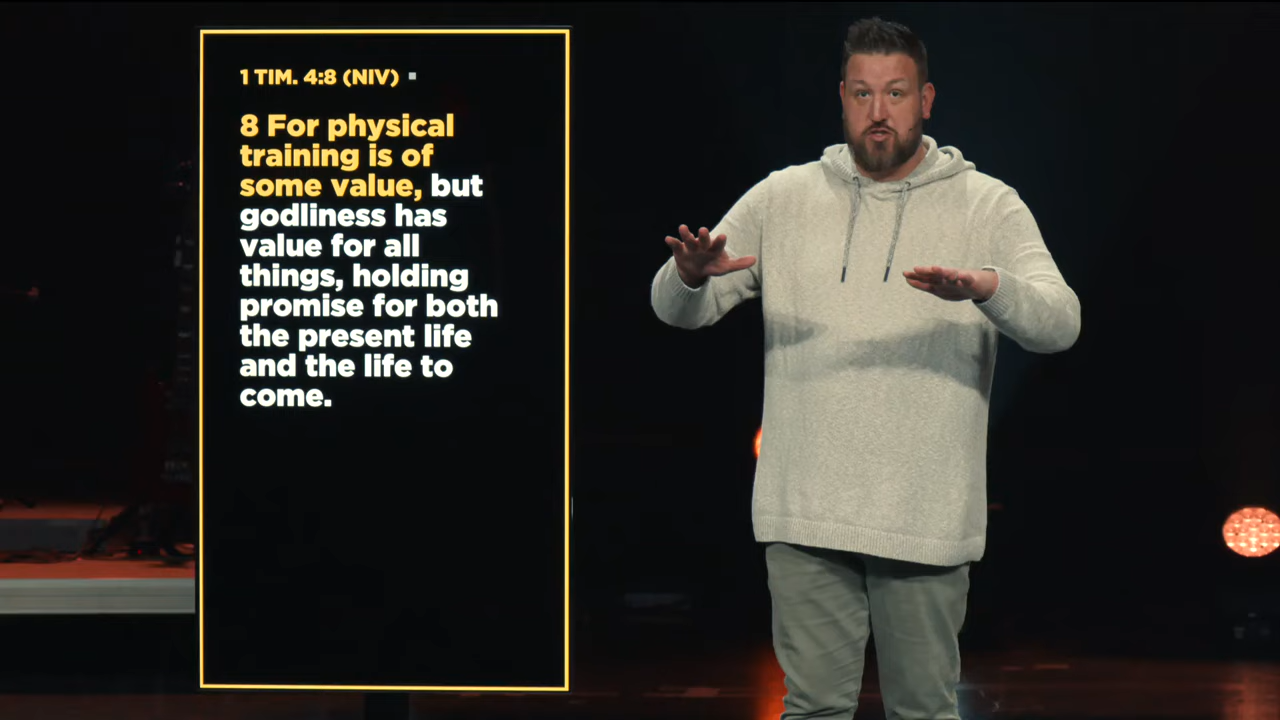 1 TIM. 4:8 (NIV)
8 For physical
training is of
some value, but
godliness has
value for all
things, holding
promise for both
the present life
and the life to
come.